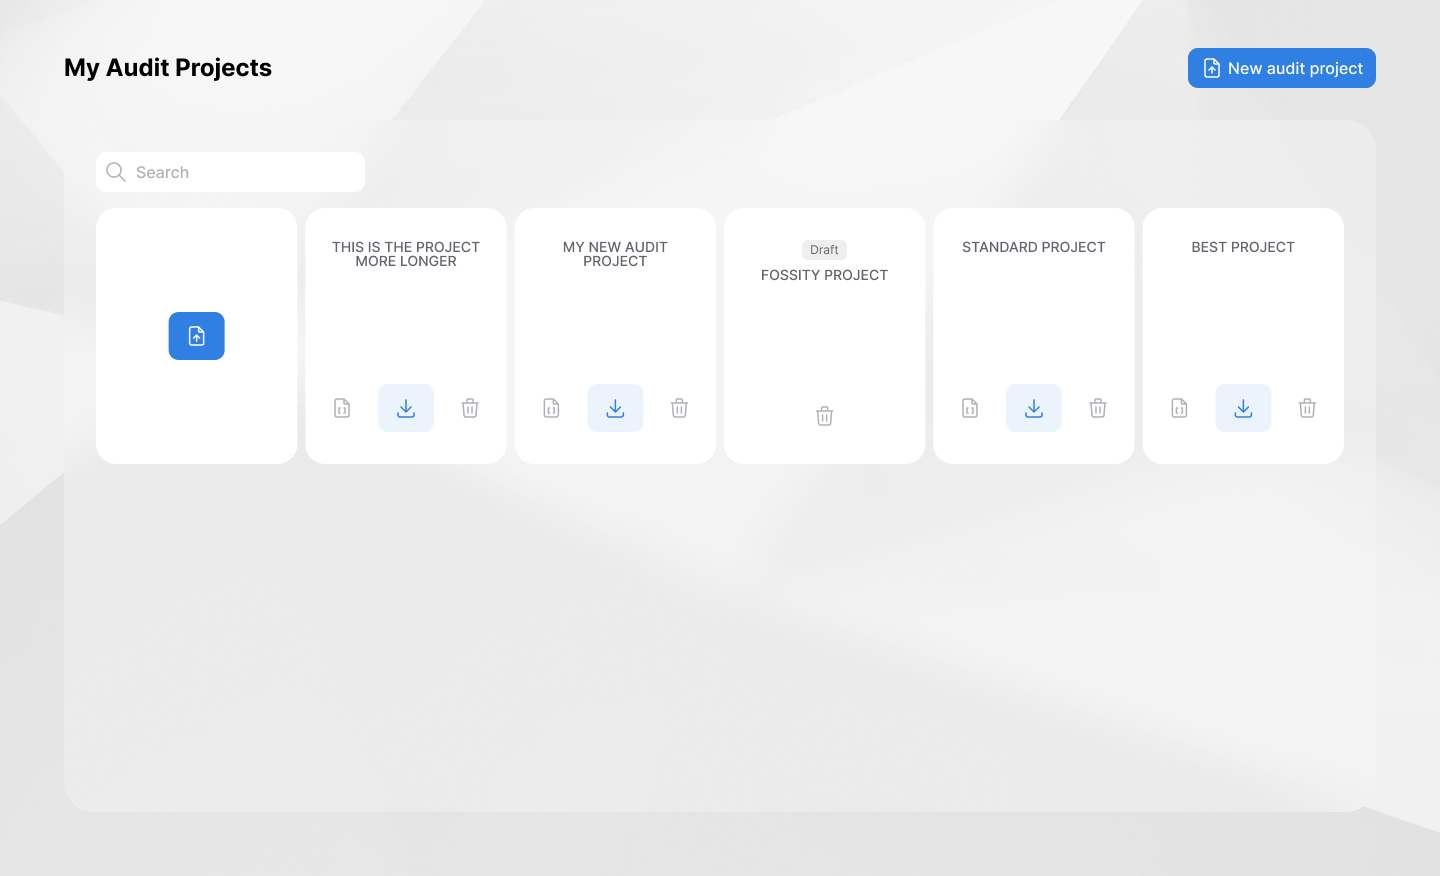 My Audit Projects
New audit project
Search
THIS IS THE PROJECT
MORE LONGER
MY NEW AUDIT
PROJECT
Draft
FOSSITY PROJECT
STANDARD PROJECT
BEST PROJECT